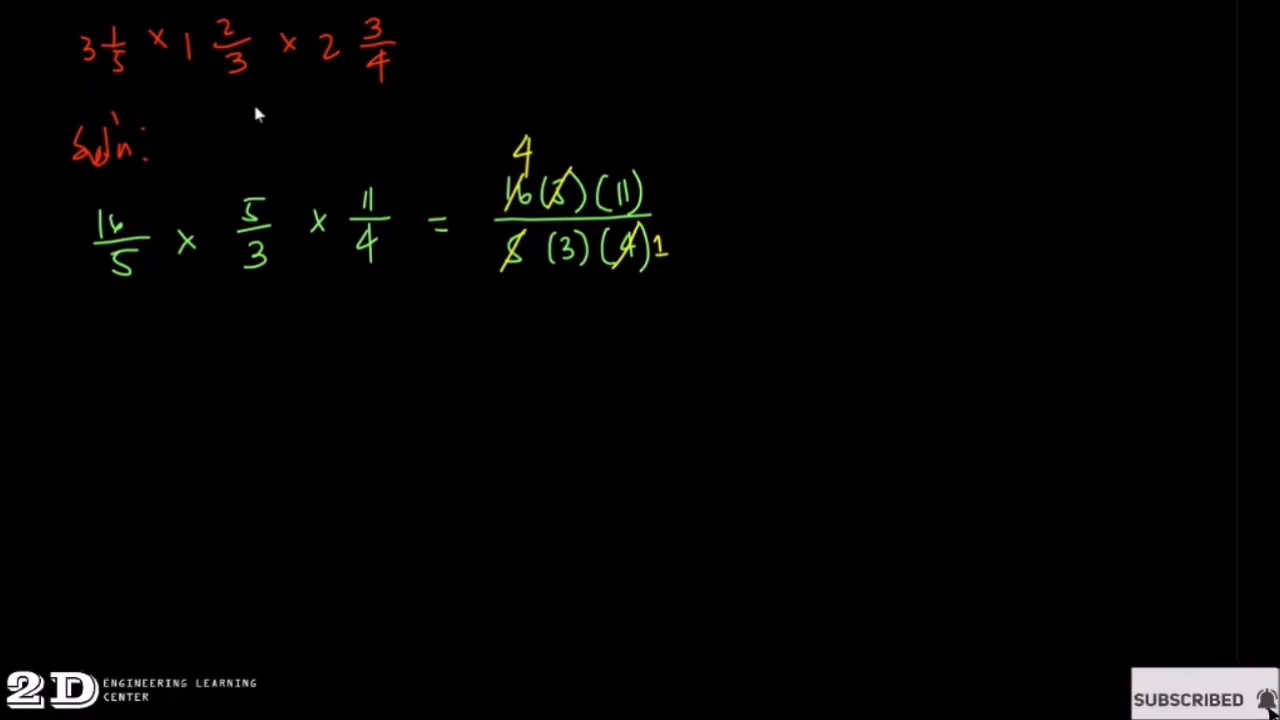 3 1/5 × 1 2/3 × 2 3/4
Sol'n:
16/5 × 5/3 × 11/4 = 16(5)(11) / 5(3)(4)
4
1
2D ENGINEERING LEARNING
CENTER
SUBSCRIBED